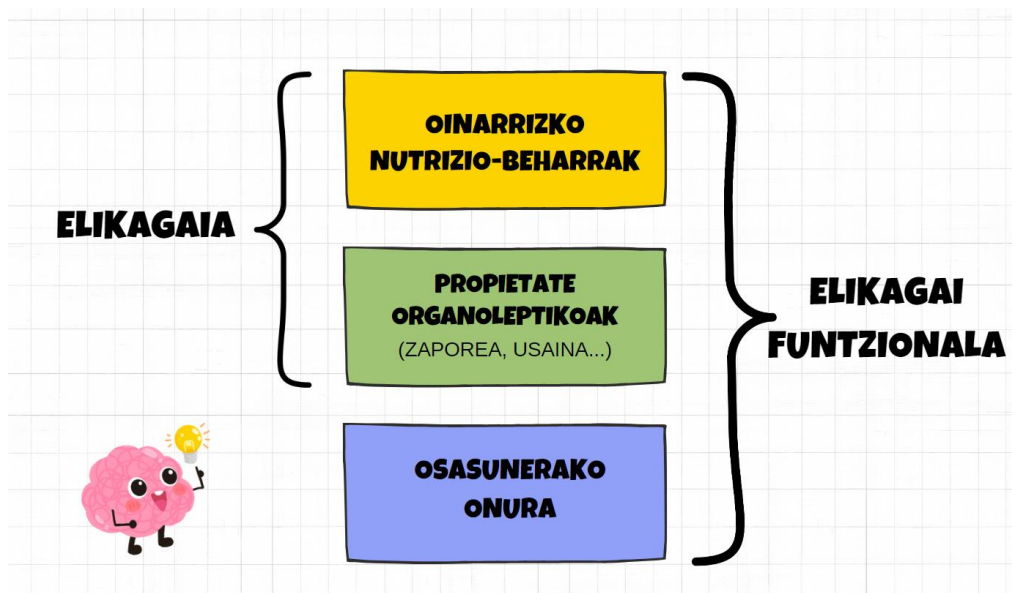 ELIKAGAIA
OINARRIZKO
NUTRIZIO-BEHARRAK
PROPIETATE
ORGANOLEPTIKOAK
(ZAPOREA, USAINA...)
OSASUNERAKO
ONURA
ELIKAGAI
FUNTZIONALA